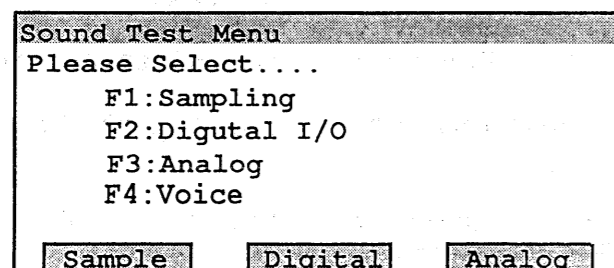 Sound Test Menu
Please Select....
F1:Sampling
F2:Digutal I/O
F3:Analog
F4:Voice
Sample Digital Analog